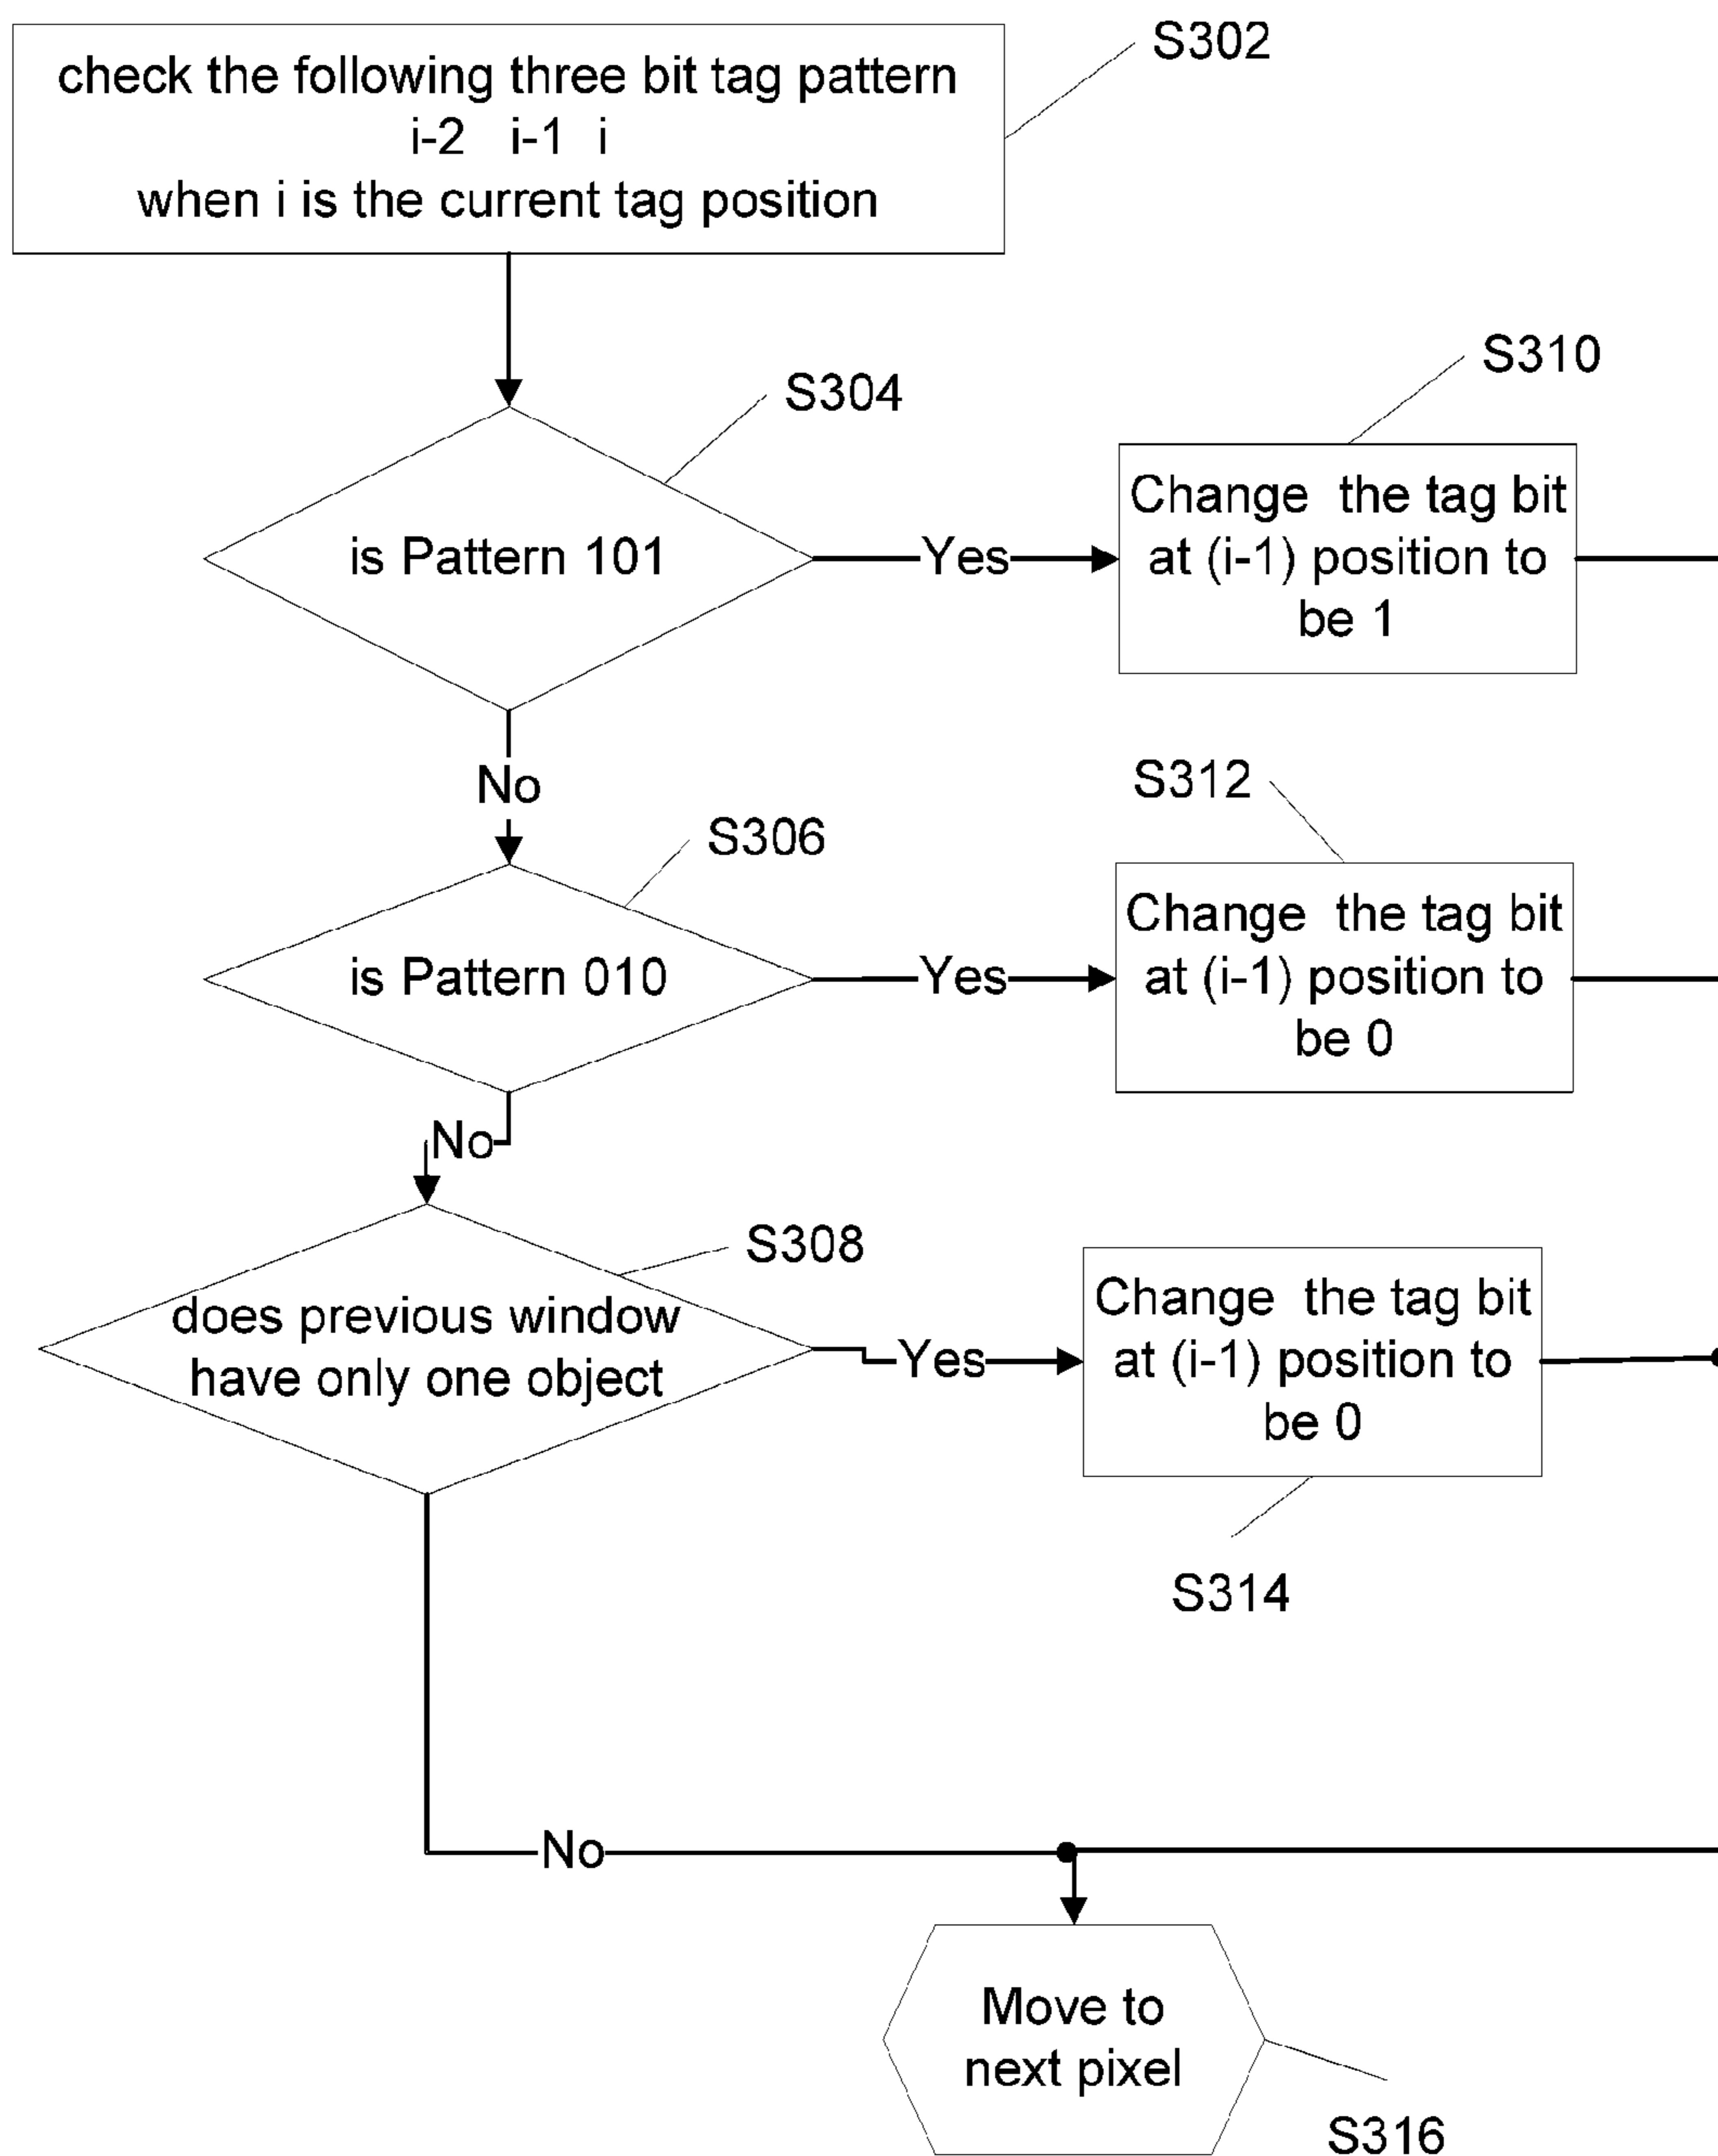 check the following three bit tag pattern
i-2 i-1 i
when i is the current tag position
S302
S304
is Pattern 101
Yes
S310
Change the tag bit
at (i-1) position to
be 1
No
S306
is Pattern 010
Yes
S312
Change the tag bit
at (i-1) position to
be 0
No
S308
does previous window
have only one object
Yes
Change the tag bit
at (i-1) position to
be 0
S314
No
Move to
next pixel
S316